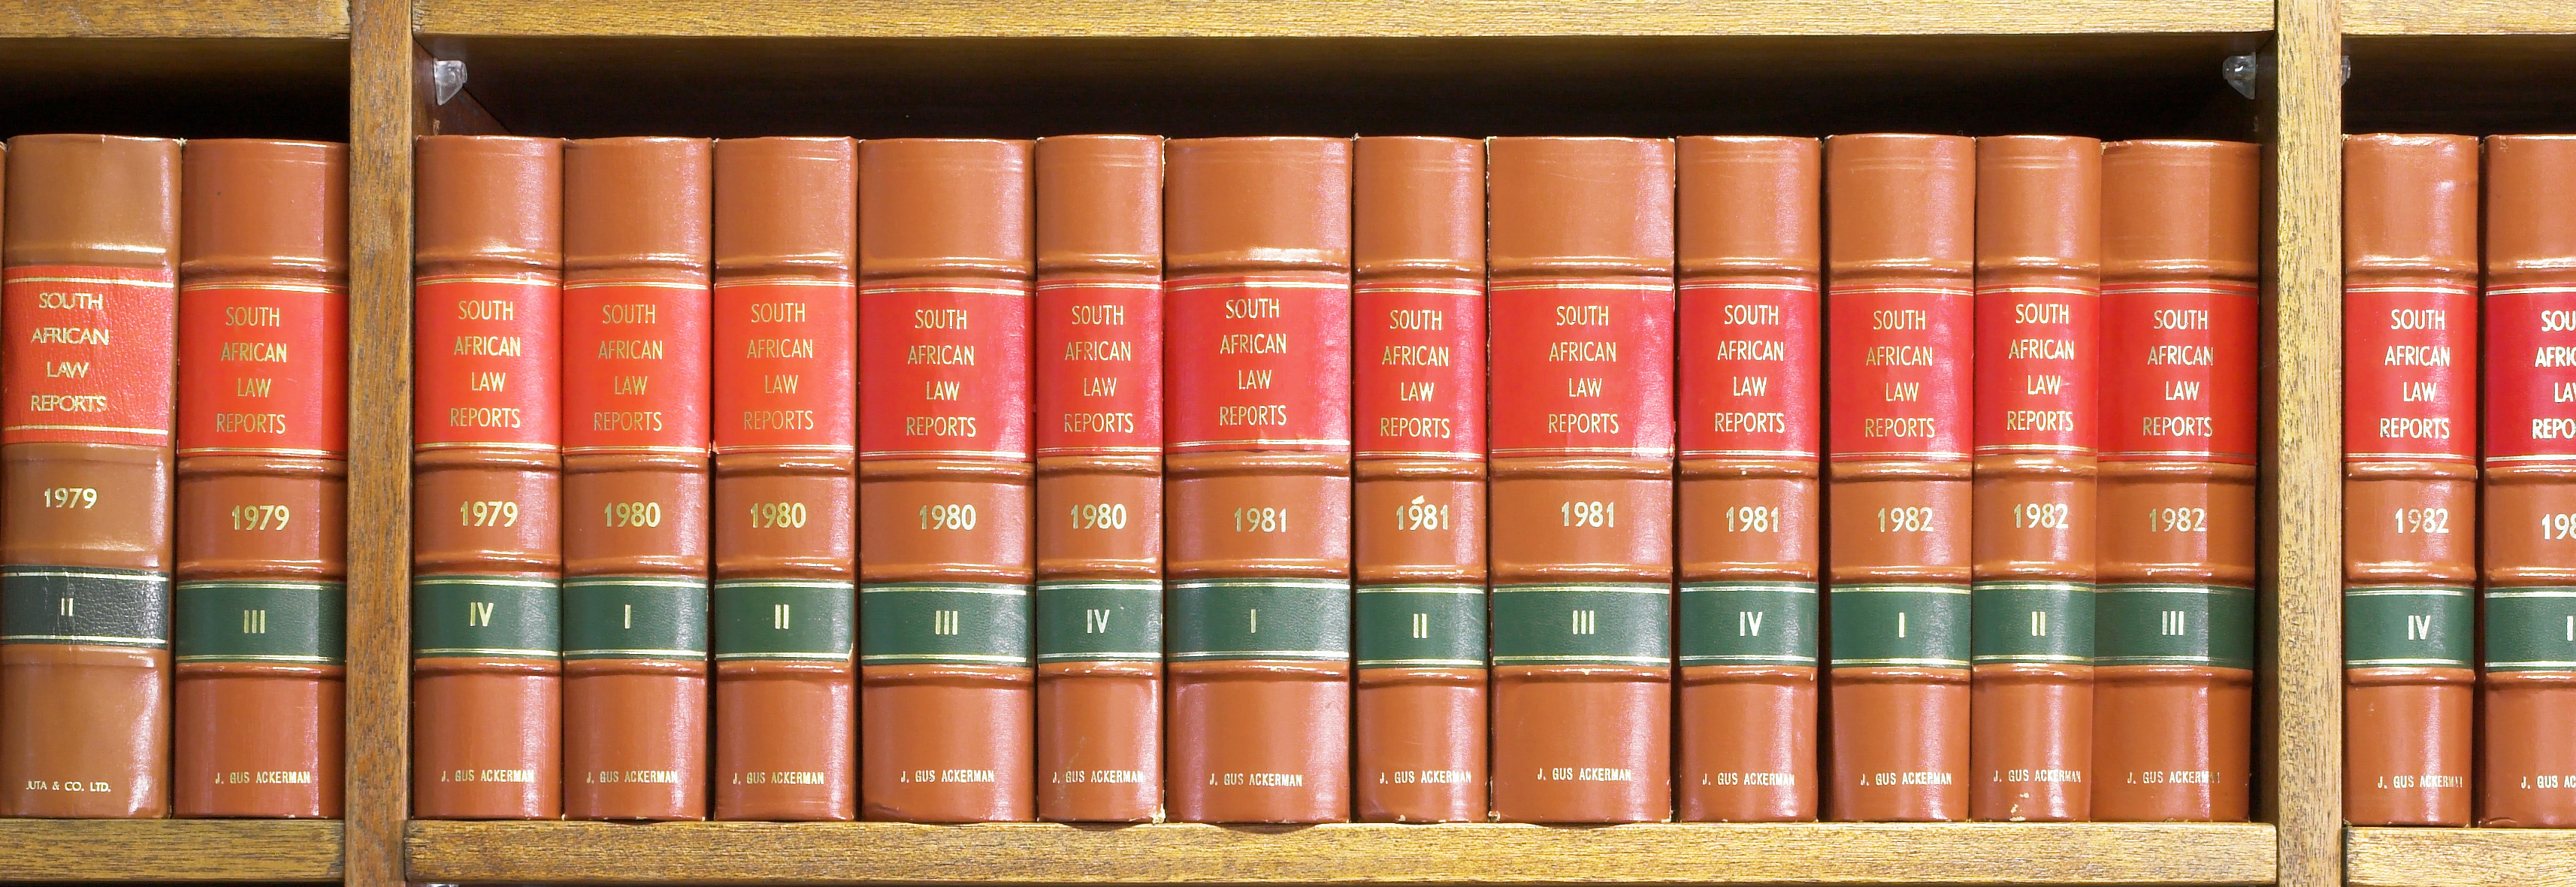 SOUTH
AFRICAN
LAW
REPORTS
1979
II
JUTA & CO. LTD.
SOUTH
AFRICAN
LAW
REPORTS
1979
III
J. GUS ACKERMAN
SOUTH
AFRICAN
LAW
REPORTS
1979
IV
J. GUS ACKERMAN
SOUTH
AFRICAN
LAW
REPORTS
1980
I
J. GUS ACKERMAN
SOUTH
AFRICAN
LAW
REPORTS
1980
II
J. GUS ACKERMAN
SOUTH
AFRICAN
LAW
REPORTS
1980
III
J. GUS ACKERMAN
SOUTH
AFRICAN
LAW
REPORTS
1980
IV
J. GUS ACKERMAN
SOUTH
AFRICAN
LAW
REPORTS
1981
I
J. GUS ACKERMAN
SOUTH
AFRICAN
LAW
REPORTS
1981
II
J. GUS ACKERMAN
SOUTH
AFRICAN
LAW
REPORTS
1981
III
J. GUS ACKERMAN
SOUTH
AFRICAN
LAW
REPORTS
1981
IV
J. GUS ACKERMAN
SOUTH
AFRICAN
LAW
REPORTS
1982
I
J. GUS ACKERMAN
SOUTH
AFRICAN
LAW
REPORTS
1982
II
J. GUS ACKERMAN
SOUTH
AFRICAN
LAW
REPORTS
1982
III
J. GUS ACKERMAN
SOUTH
AFRICAN
LAW
REPORTS
1982
IV
J. GUS ACKERMAN
J. GUS